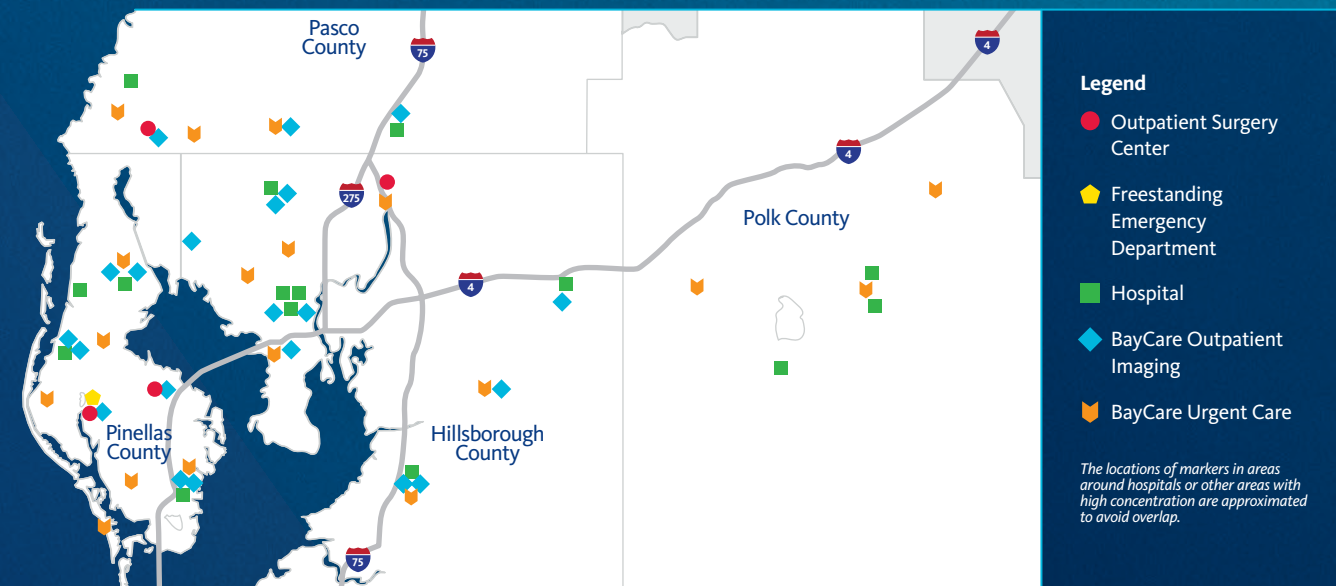 Pasco
County
75
4
4
275
Polk County
4
Pinellas
County
Hillsborough
County
75
Legend
Outpatient Surgery
Center
Freestanding
Emergency
Department
Hospital
BayCare Outpatient
Imaging
BayCare Urgent Care
The locations of markers in areas
around hospitals or other areas with
high concentration are approximated
to avoid overlap.